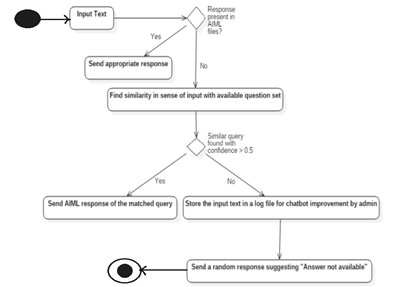 Input Text
Response
present in
AIML
files?
Yes
Send appropriate response
No
Find similarity in sense of input with available question set
Similar query
found with
confidence > 0.5
Yes
No
Send AIML response of the matched query
Store the input text in a log file for chatbot improvement by admin
Send a random response suggesting "Answer not available"